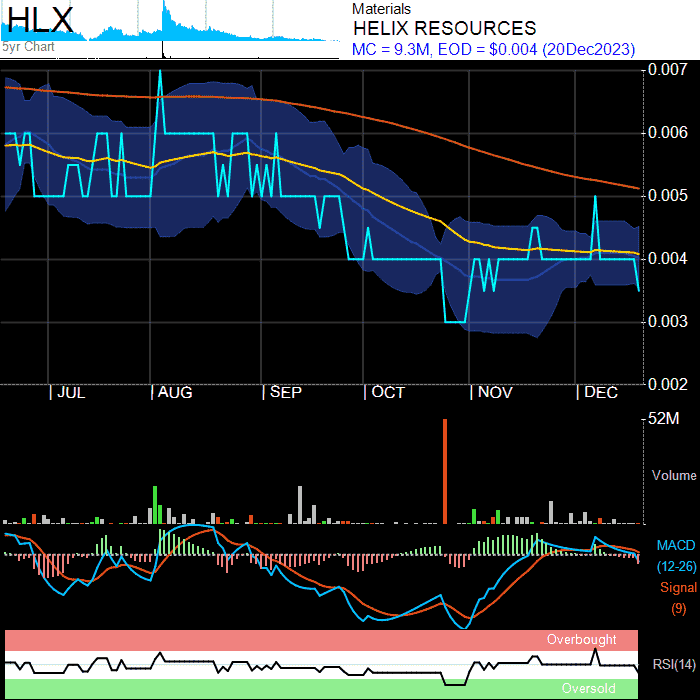 HLX
5yr Chart
Materials
HELIX RESOURCES
MC = 9.3M, EOD = $0.004 (20Dec2023)
0.007
0.006
0.005
0.004
0.003
0.002
| JUL | AUG | SEP | OCT | NOV | DEC
52M
Volume
MACD
(12-26)
Signal
(9)
Overbought
RSI(14)
Oversold